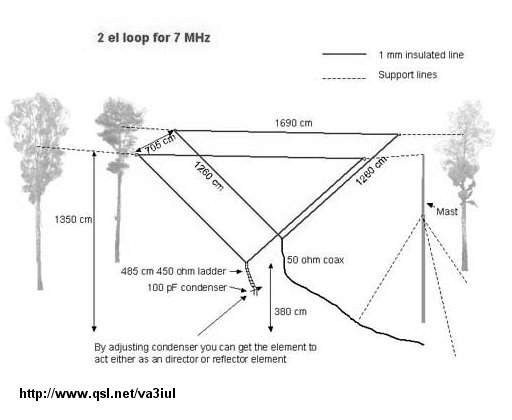 2 el loop for 7 MHz
1 mm insulated line
Support lines
1690 cm
705 cm
1260 cm
1260 cm
1350 cm
Mast
50 ohm coax
485 cm 450 ohm ladder
100 pF condenser
380 cm
By adjusting condenser you can get the element to
act either as an director or reflector element
http://www.qsl.net/va3iul